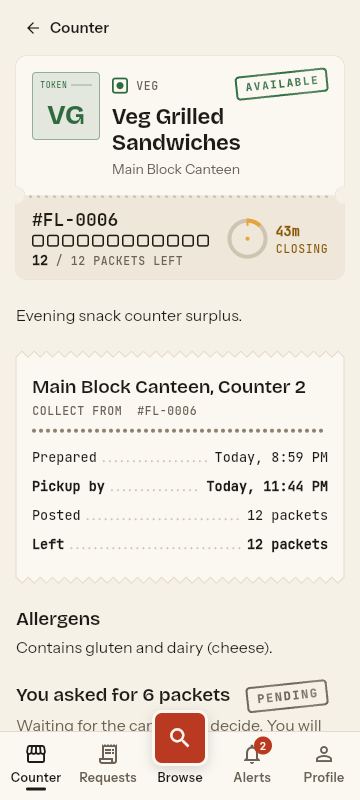 Counter
TOKEN
VG
VEG
AVAILABLE
Veg Grilled
Sandwiches
Main Block Canteen
#FL-0006
12 / 12 PACKETS LEFT
43m
CLOSING
Evening snack counter surplus.
Main Block Canteen, Counter 2
COLLECT FROM #FL-0006
Prepared Today, 8:59 PM
Pickup by Today, 11:44 PM
Posted 12 packets
Left 12 packets
Allergens
Contains gluten and dairy (cheese).
You asked for 6 packets
PENDING
Waiting for the decide. You will
2
Counter
Requests
Browse
Alerts
Profile